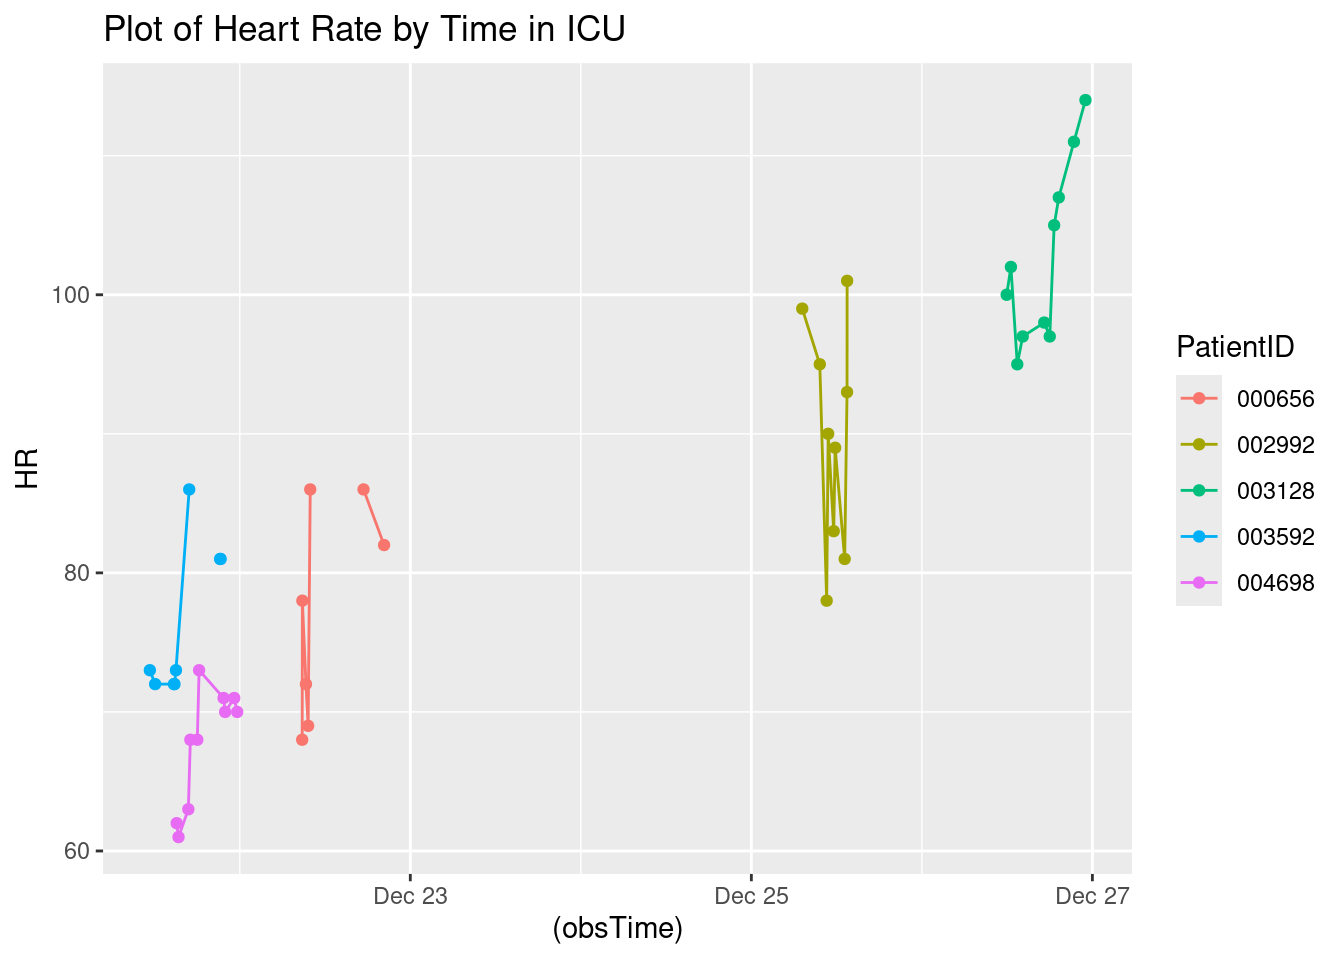 Plot of Heart Rate by Time in ICU
HR
100
80
60
Dec 23
Dec 25
Dec 27
(obsTime)
PatientID
000656
002992
003128
003592
004698